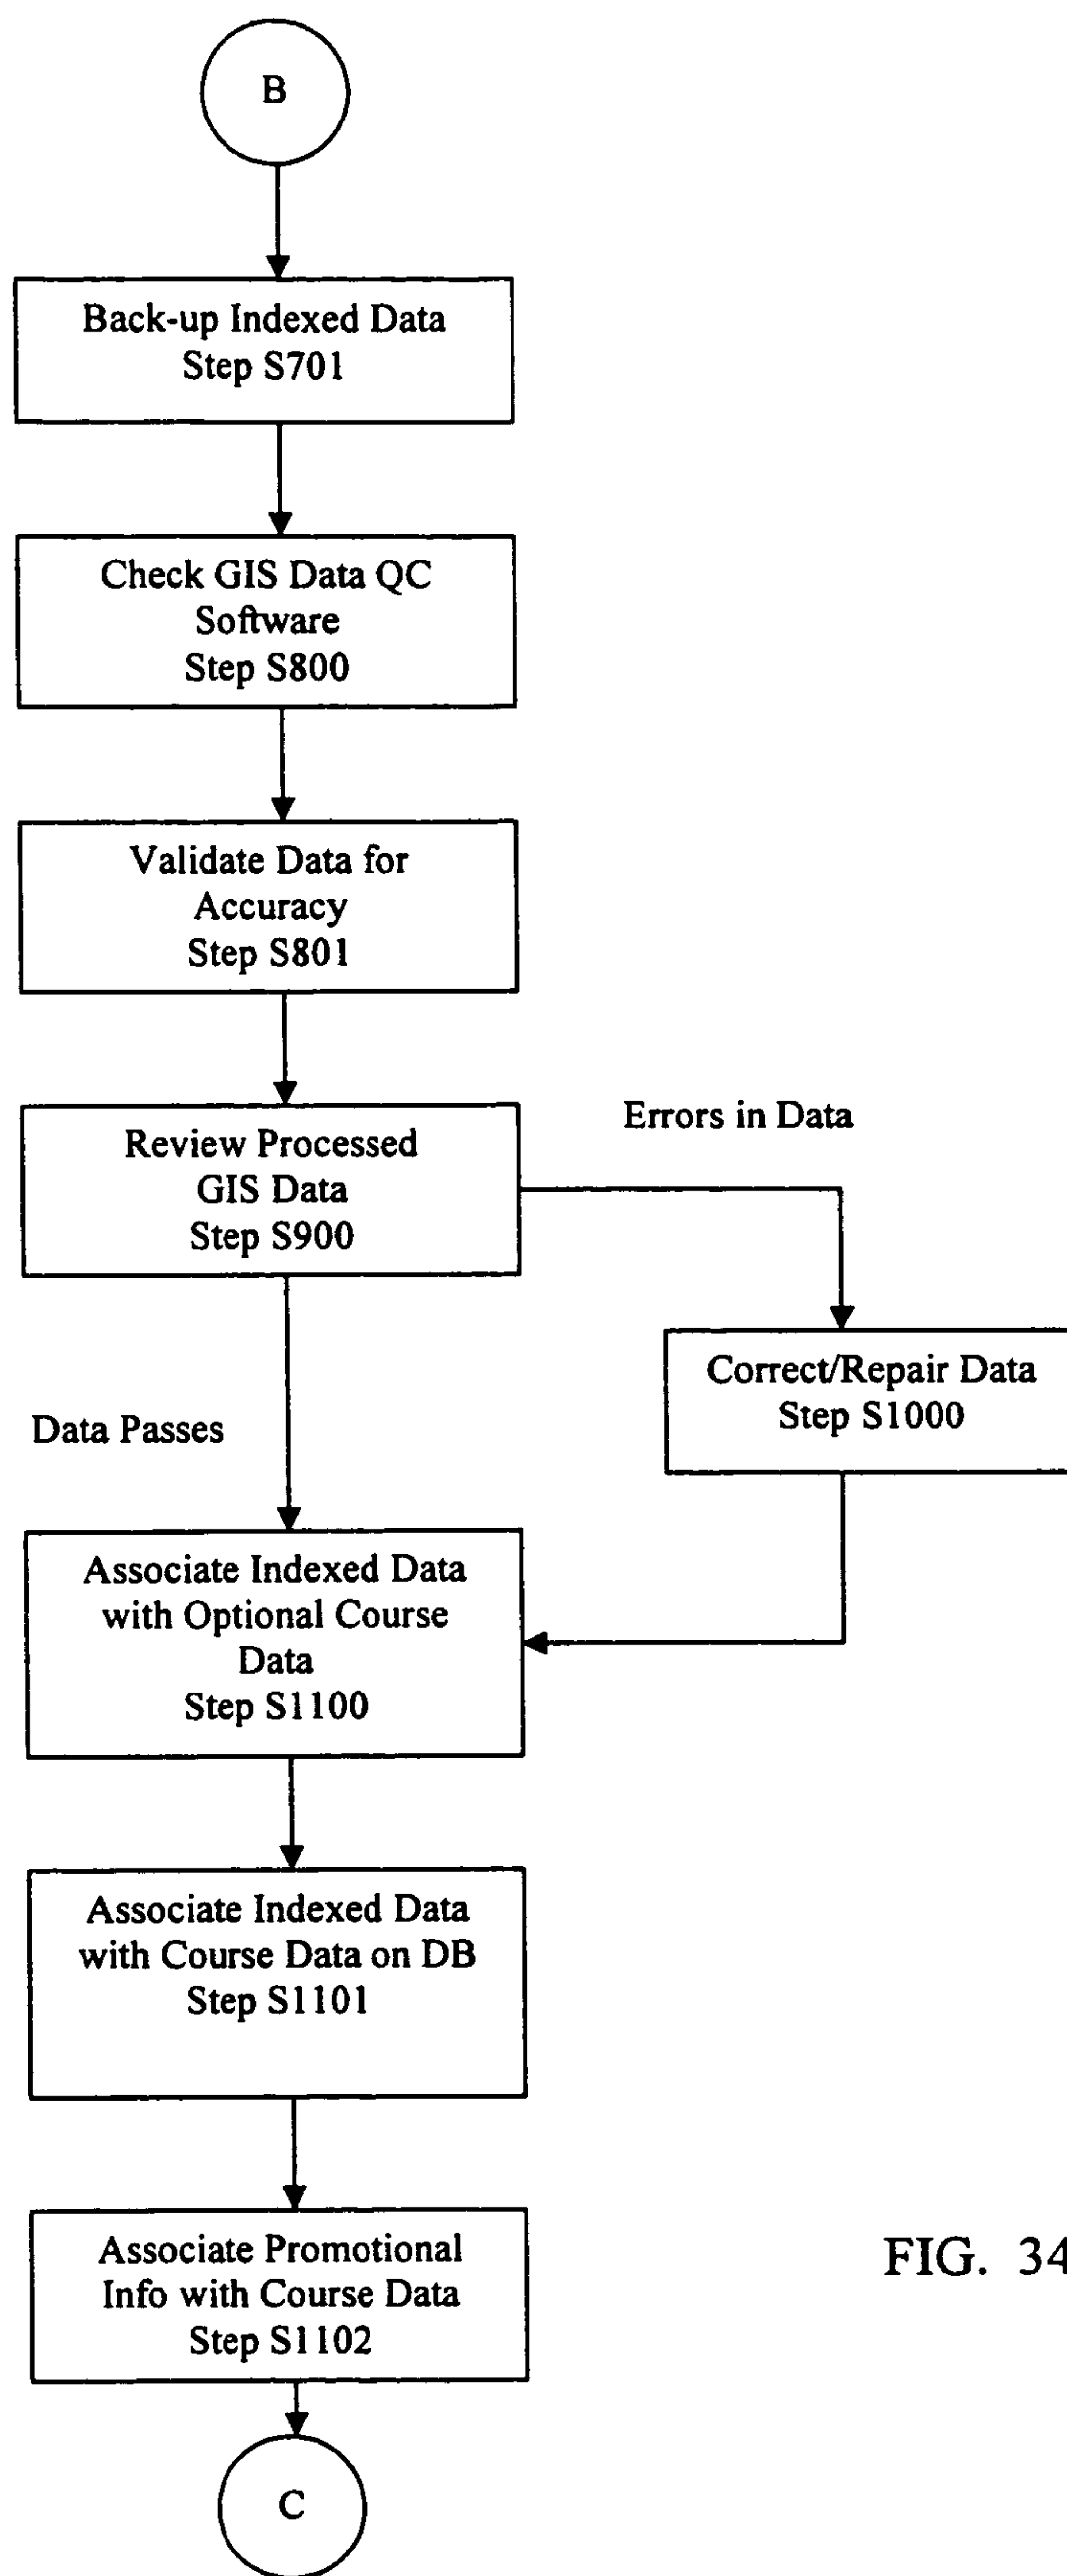 B
Back-up Indexed Data
Step S701
Check GIS Data QC
Software
Step S800
Validate Data for
Accuracy
Step S801
Review Processed
GIS Data
Step S900
Errors in Data
Correct/Repair Data
Step S1000
Data Passes
Associate Indexed Data
with Optional Course
Data
Step S1100
Associate Indexed Data
with Course Data on DB
Step S1101
Associate Promotional
Info with Course Data
Step S1102
FIG. 34
C